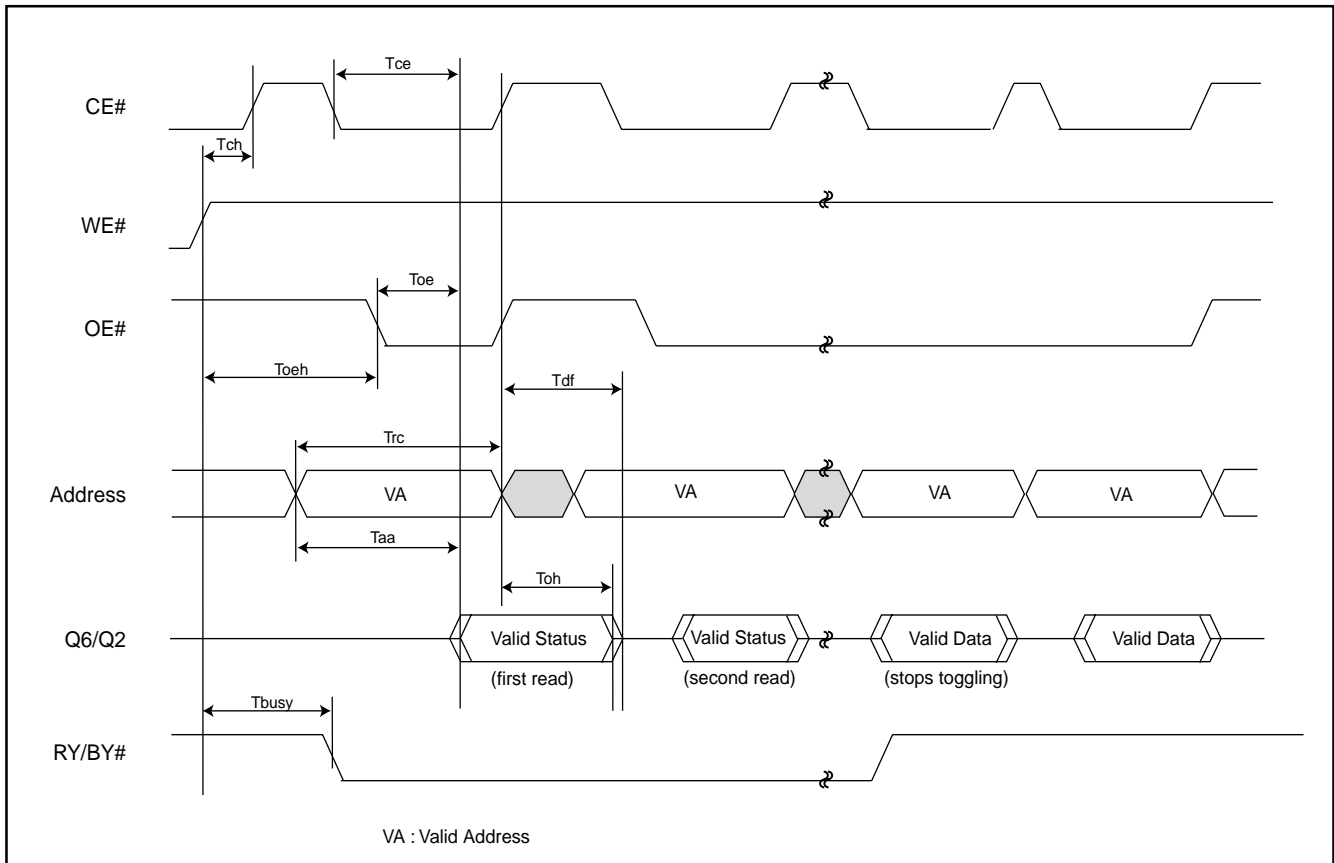 Tce
CE#
Tch
WE#
Toe
OE#
Toeh
Tdf
Trc
Address
VA
VA
VA
VA
Taa
Toh
Q6/Q2
Valid Status
Valid Status
Valid Data
Valid Data
(first read)
(second read)
(stops toggling)
Tbusy
RY/BY#
VA : Valid Address